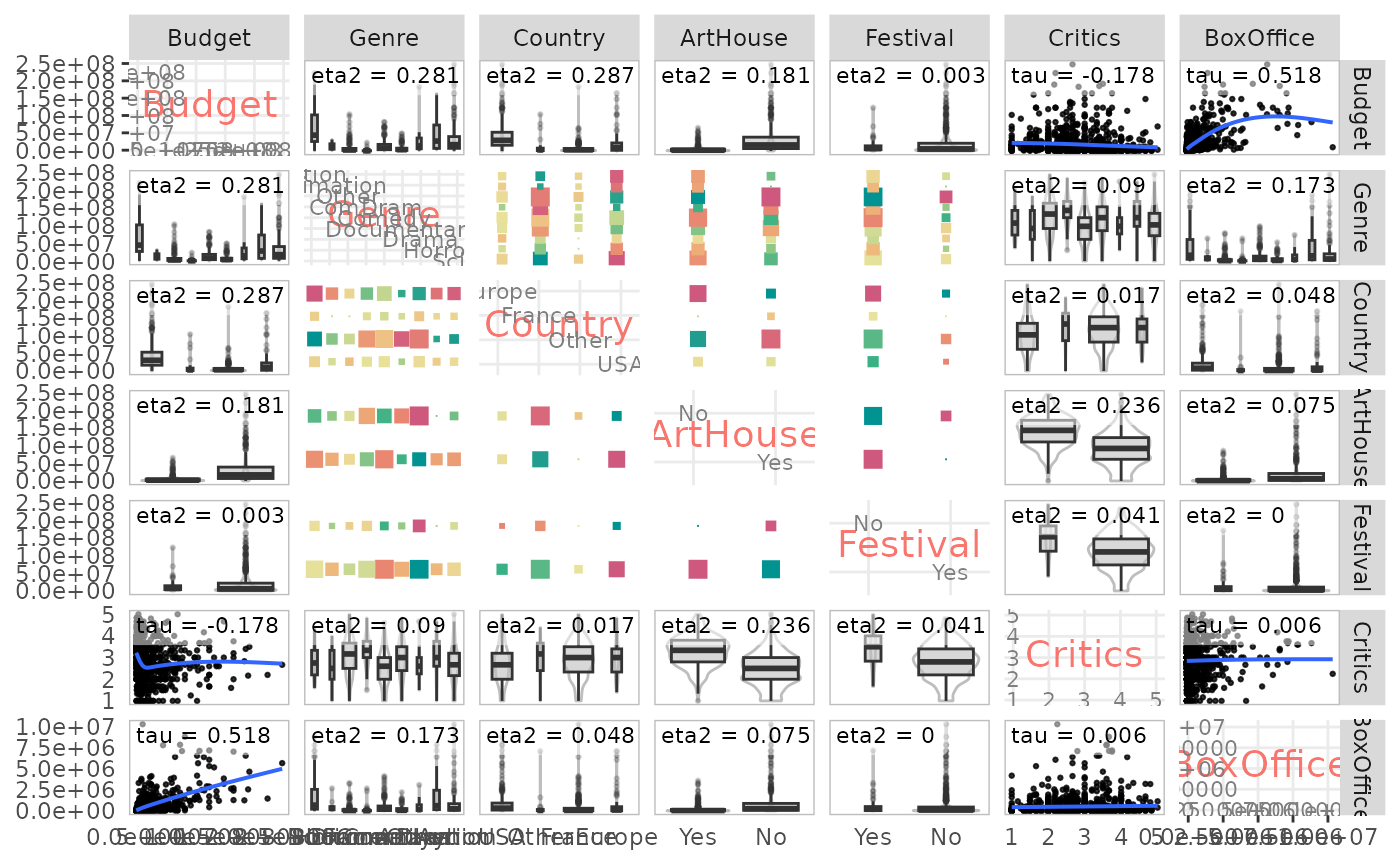 Budget Genre Country ArtHouse Festival Critics BoxOffice
2.5e+08
2.0e+08
1.5e+08
1.0e+08
5.0e+07
0.0e+00
Budget
eta2 = 0.281
eta2 = 0.287
eta2 = 0.181
eta2 = 0.003
tau = -0.178
tau = 0.518
Budget
2.5e+08
2.0e+08
1.5e+08
1.0e+08
5.0e+07
0.0e+00
eta2 = 0.281
Genre
Drama
eta2 = 0.09
eta2 = 0.173
Genre
2.5e+08
2.0e+08
1.5e+08
1.0e+08
5.0e+07
0.0e+00
eta2 = 0.287
France
Country
Other
USA
eta2 = 0.017
eta2 = 0.048
Country
2.5e+08
2.0e+08
1.5e+08
1.0e+08
5.0e+07
0.0e+00
eta2 = 0.181
No
ArtHouse
Yes
eta2 = 0.236
eta2 = 0.075
ArtHouse
2.5e+08
2.0e+08
1.5e+08
1.0e+08
5.0e+07
0.0e+00
eta2 = 0.003
No
Festival
Yes
eta2 = 0.041
eta2 = 0
Festival
5
4
3
2
1
tau = -0.178
eta2 = 0.09
eta2 = 0.017
eta2 = 0.236
eta2 = 0.041
5
4
3
2
Critics
1 2 3 4 5
tau = 0.006
Critics
1.0e+07
7.5e+06
5.0e+06
2.5e+06
0.0e+00
tau = 0.518
eta2 = 0.173
eta2 = 0.048
eta2 = 0.075
eta2 = 0
tau = 0.006
BoxOffice
BoxOffice
USA Other France Europe Yes No Yes No 1 2 3 4 5